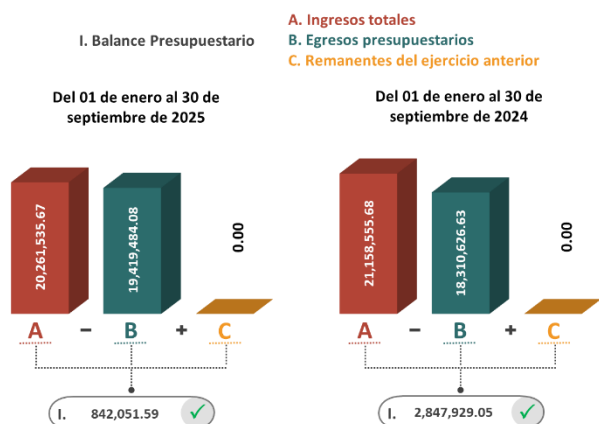 I. Balance Presupuestario
A. Ingresos totales
B. Egresos presupuestarios
C. Remanentes del ejercicio anterior
Del 01 de enero al 30 de
septiembre de 2025
20,261,535.67
19,419,484.08
0.00
A − B + C
I. 842,051.59
Del 01 de enero al 30 de
septiembre de 2024
21,158,555.68
18,310,626.63
0.00
A − B + C
I. 2,847,929.05